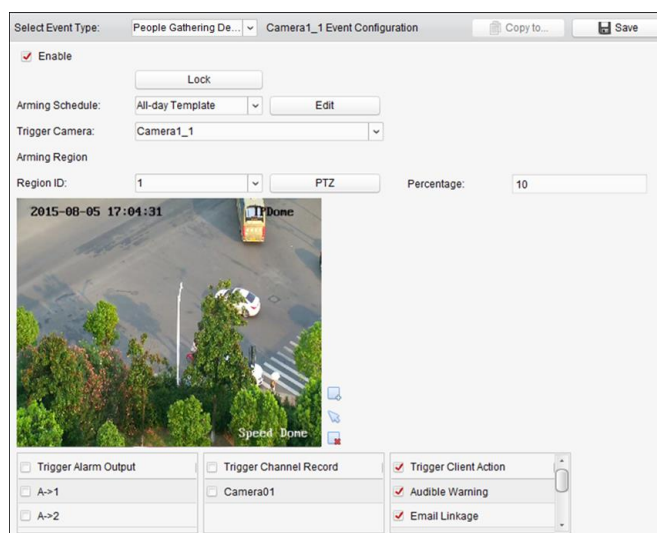 Select Event Type: People Gathering De... Camera1_1 Event Configuration Copy to... Save
Enable
Lock
Arming Schedule: All-day Template Edit
Trigger Camera: Camera1_1
Arming Region
Region ID: 1 PTZ Percentage: 10
2015-08-05 17:04:31 IPDome
Speed Dome
Trigger Alarm Output Trigger Channel Record Trigger Client Action
A->1 Camera01 Audible Warning
A->2 Email Linkage